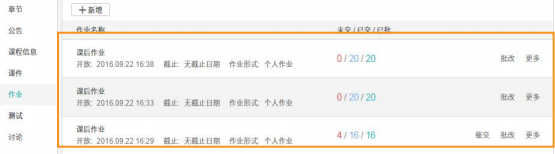 章节
+ 新增
公告
作业名称 未交 / 已交 / 已批
课程信息
课后作业
开放: 2016.09.22 16:38 截止: 无截止日期 作业形式: 个人作业
0 / 20 / 20 批改 更多
课件
作业
课后作业
开放: 2016.09.22 16:33 截止: 无截止日期 作业形式: 个人作业
0 / 20 / 20 批改 更多
测试
讨论
课后作业
开放: 2016.09.22 16:29 截止: 无截止日期 作业形式: 个人作业
4 / 16 / 16 催交 批改 更多